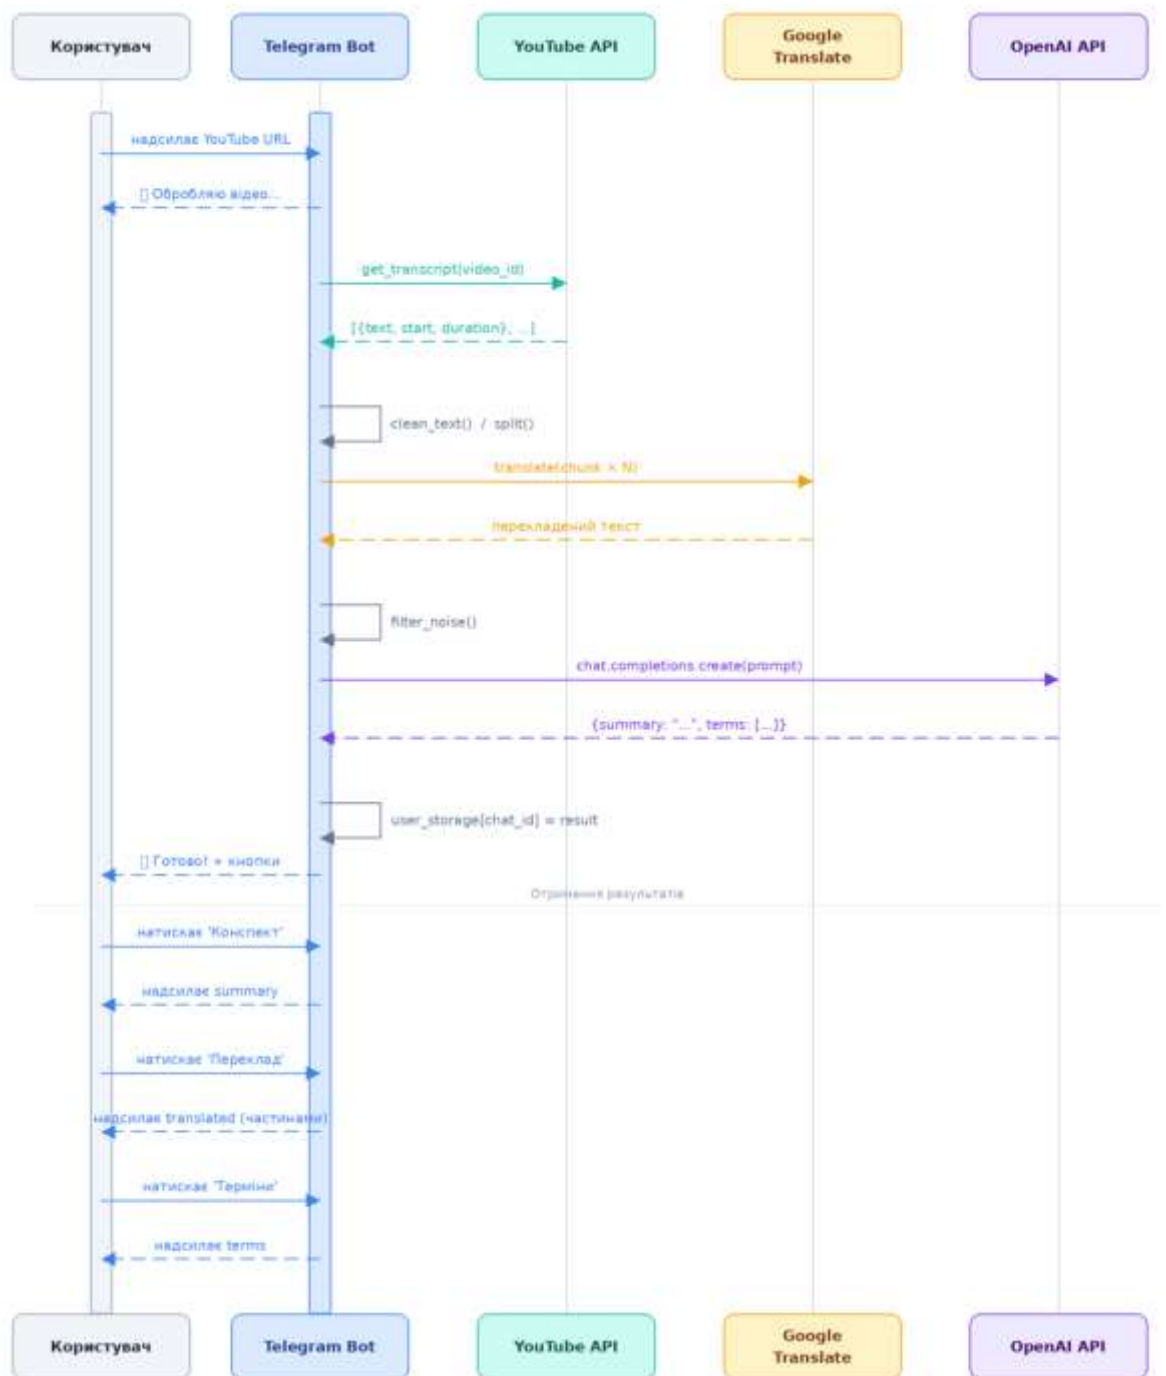 Користувач
Telegram Bot
YouTube API
Google
Translate
OpenAI API
надсилає YouTube URL
Обробляю відео...
get_transcript(video_id)
[{text, start, duration}, ...]
clean_text() / split()
translate(chunk × N)
перекладений текст
filter_noise()
chat.completions.create(prompt)
{summary: "...", terms: [...]}
user_storage[chat_id] = result
Готово! + кнопки
Отримання результатів
натискає 'Конспект'
надсилає summary
натискає 'Переклад'
надсилає translated (частинами)
натискає 'Терміни'
надсилає terms
Користувач
Telegram Bot
YouTube API
Google
Translate
OpenAI API